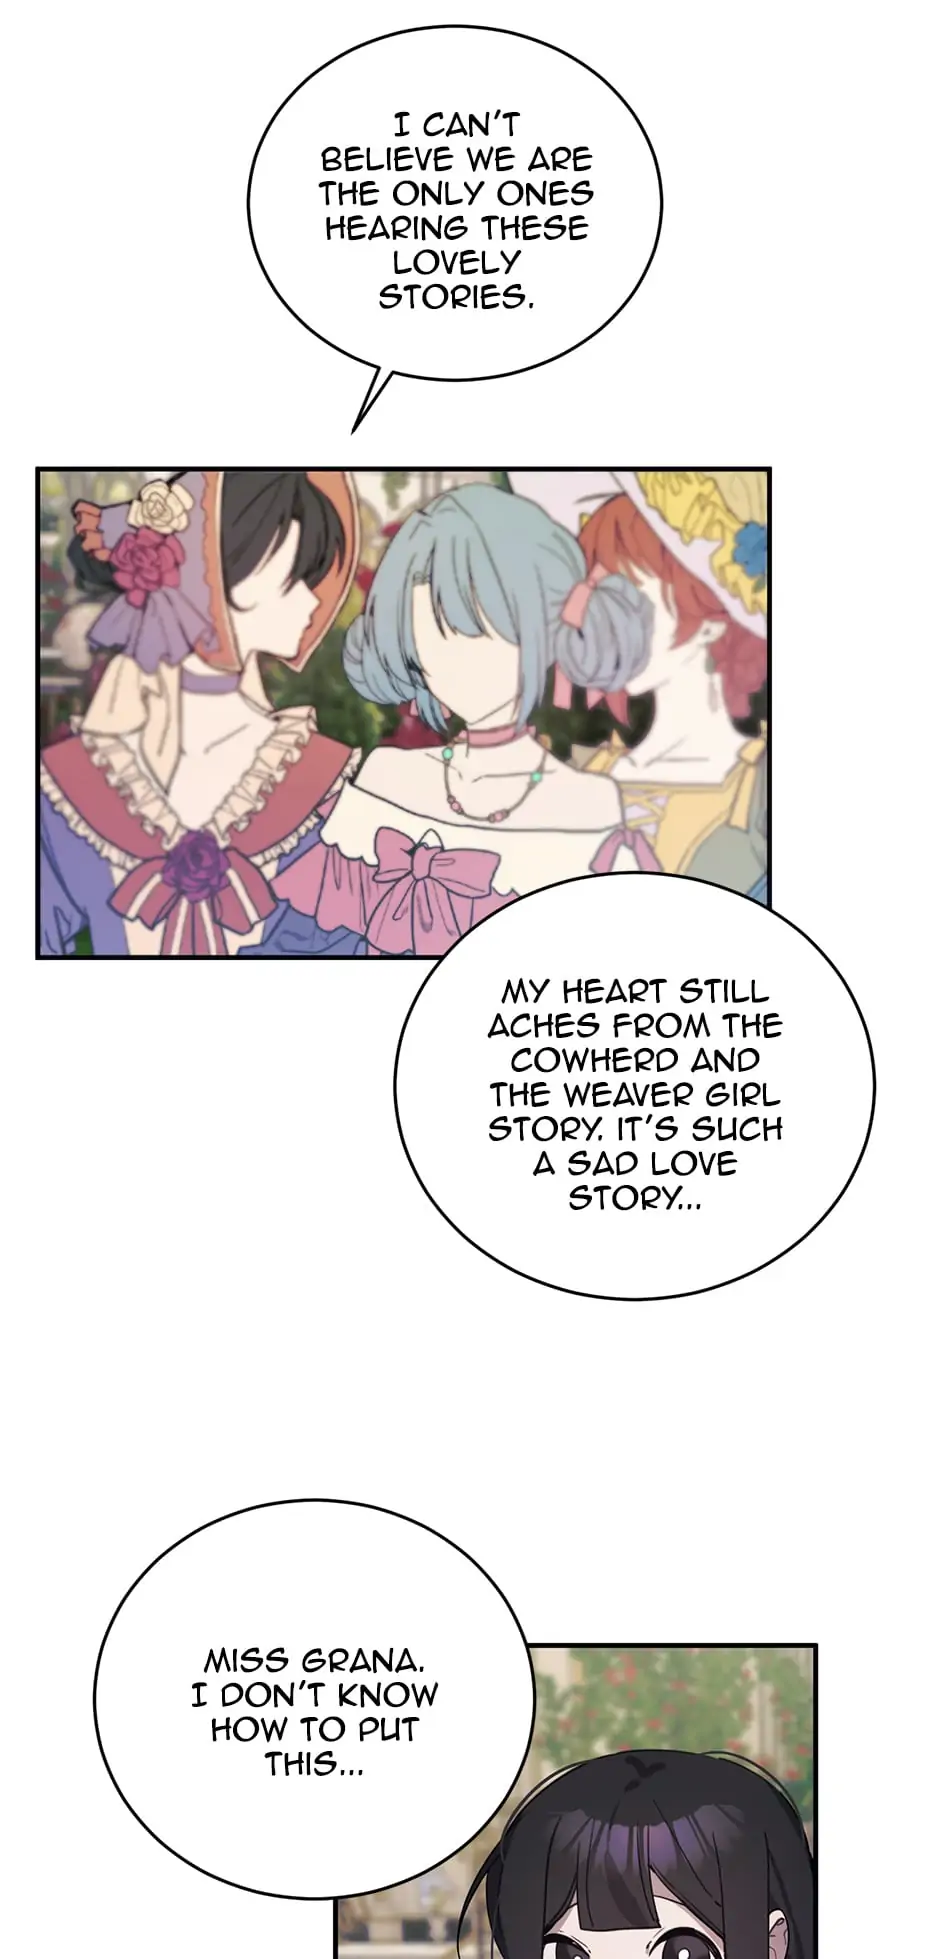 I CAN'T
BELIEVE WE ARE
THE ONLY ONES
HEARING THESE
LOVELY
STORIES.
MY HEART STILL
ACHES FROM THE
COWHERD AND
THE WEAVER GIRL
STORY. IT'S SUCH
A SAD LOVE
STORY...
MISS GRANA.
I DON'T KNOW
HOW TO PUT
THIS...